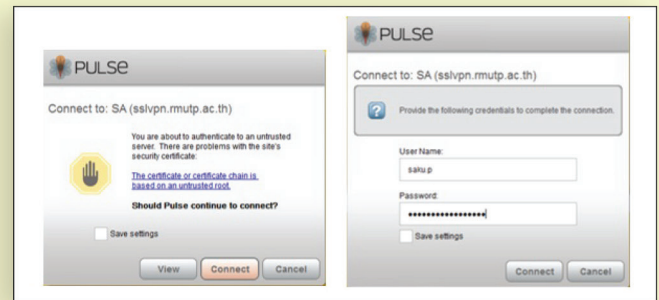 PULSE
Connect to: SA (sslvpn.rmutp.ac.th)
You are about to authenticate to an untrusted
server. There are problems with the site's
security certificate:
The certificate or certificate chain is
based on an untrusted root.
Should Pulse continue to connect?
Save settings
View
Connect
Cancel
PULSE
Connect to: SA (sslvpn.rmutp.ac.th)
Provide the following credentials to complete the connection.
User Name:
saku.p
Password:
•••••••••••••••••
Save settings
Connect
Cancel